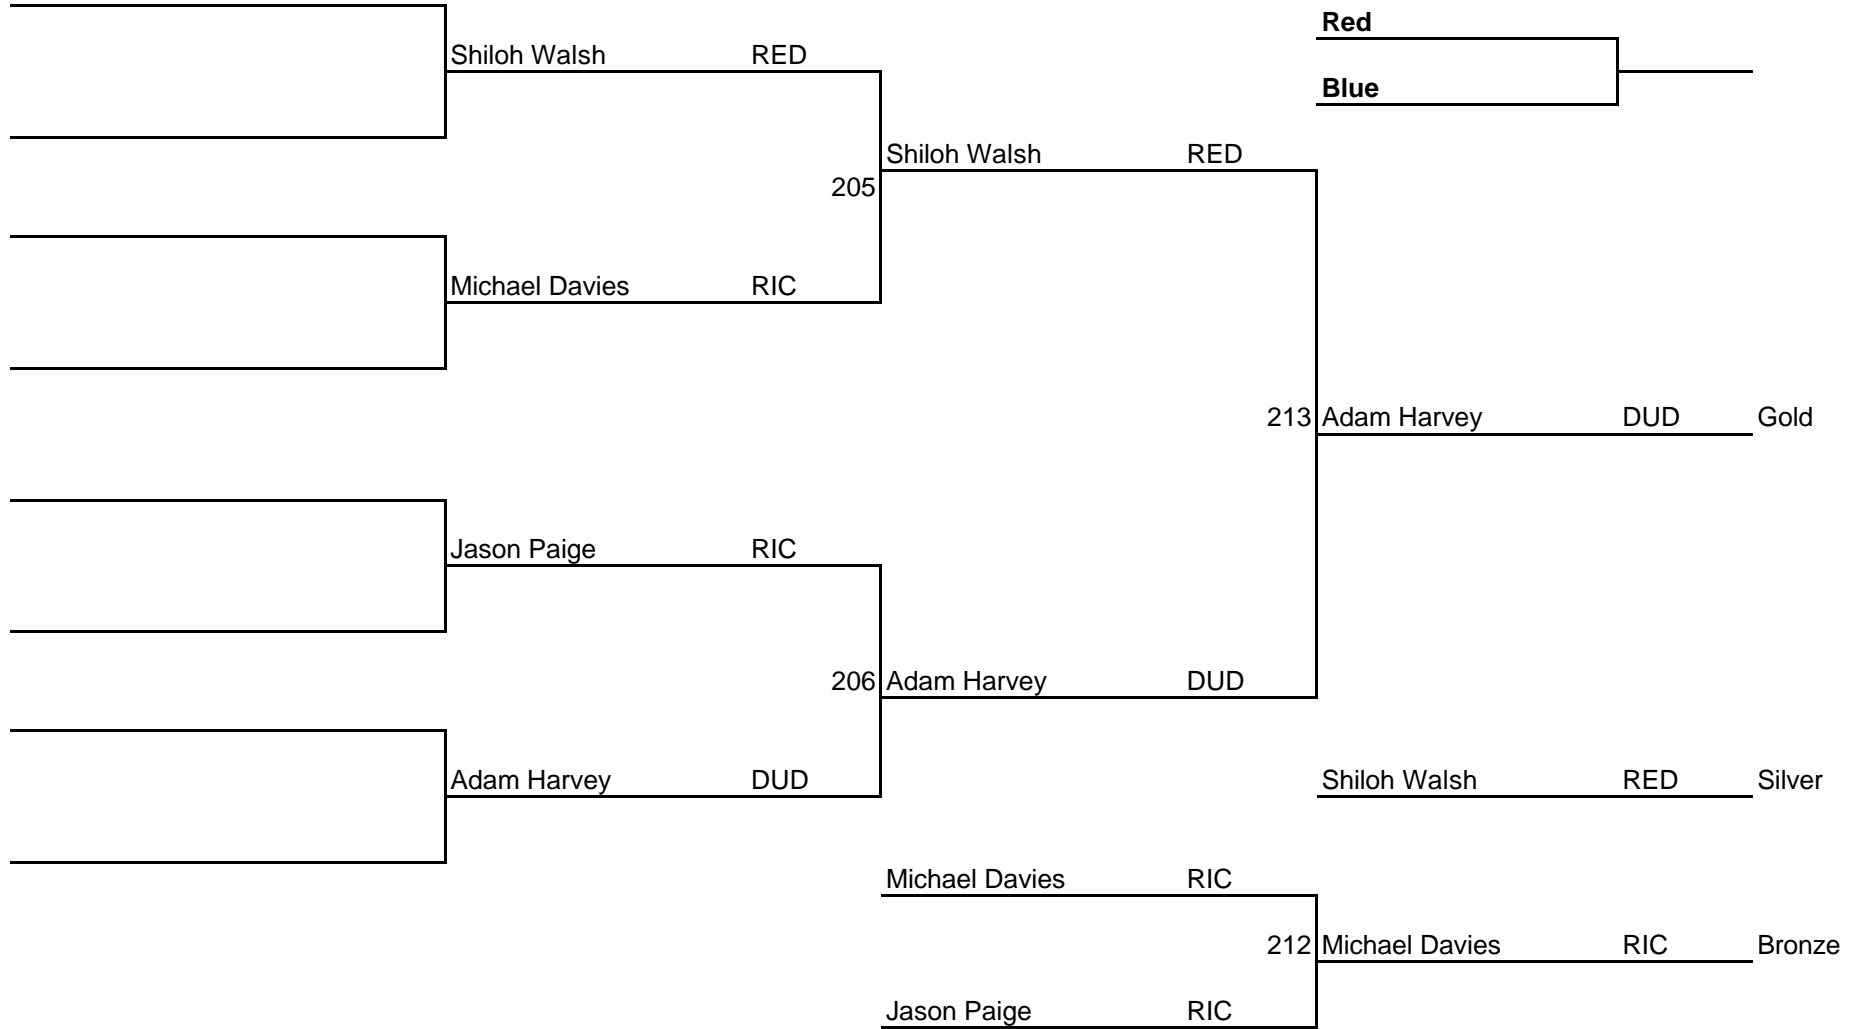 Red
Shiloh Walsh RED
Blue
Shiloh Walsh RED
205
Michael Davies RIC
213 Adam Harvey DUD Gold
Jason Paige RIC
206 Adam Harvey DUD
Adam Harvey DUD
Shiloh Walsh RED Silver
Michael Davies RIC
212 Michael Davies RIC Bronze
Jason Paige RIC